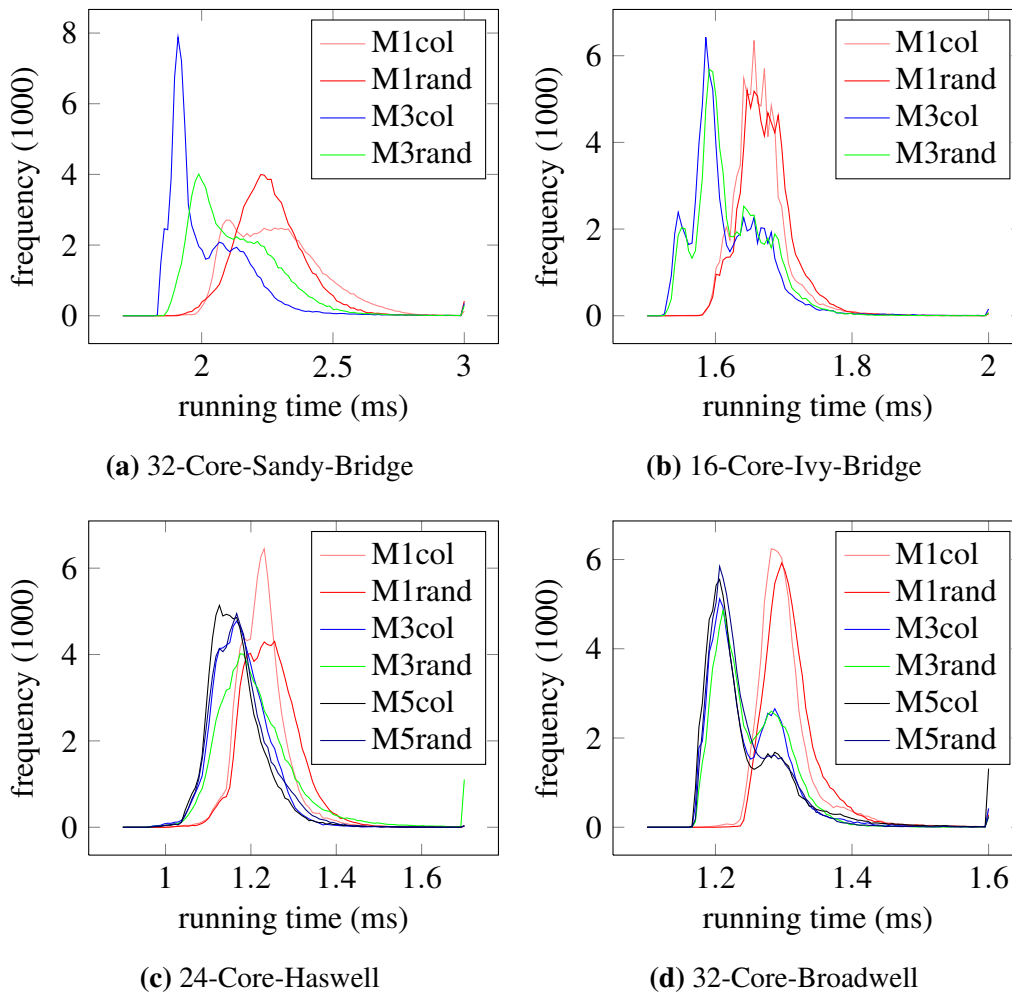 8
6
4
2
0
frequency (1000)
2
2.5
3
running time (ms)
M1col
M1rand
M3col
M3rand
(a) 32-Core-Sandy-Bridge
6
4
2
0
frequency (1000)
1.6
1.8
2
running time (ms)
M1col
M1rand
M3col
M3rand
(b) 16-Core-Ivy-Bridge
6
4
2
0
frequency (1000)
1
1.2
1.4
1.6
running time (ms)
M1col
M1rand
M3col
M3rand
M5col
M5rand
(c) 24-Core-Haswell
6
4
2
0
frequency (1000)
1.2
1.4
1.6
running time (ms)
M1col
M1rand
M3col
M3rand
M5col
M5rand
(d) 32-Core-Broadwell